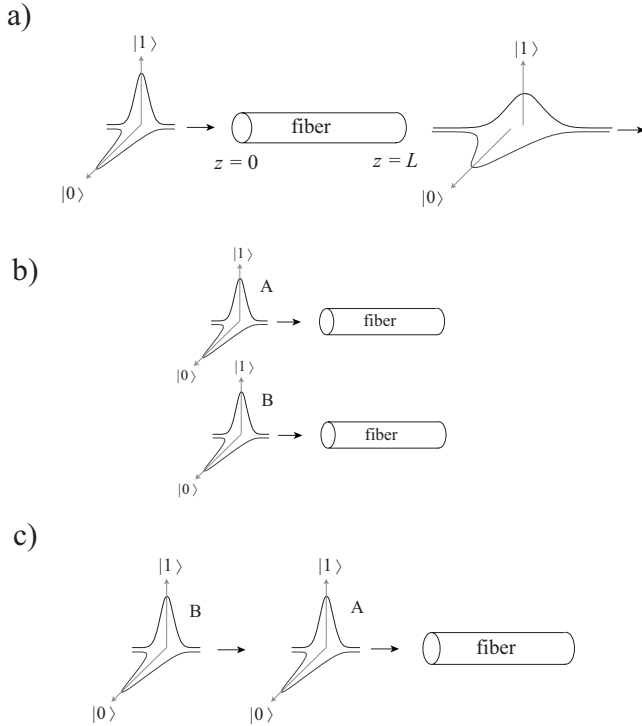 a)
|1⟩ |1⟩
fiber
z = 0 z = L
|0⟩ |0⟩
b)
|1⟩ A
fiber
|0⟩
|1⟩
B
fiber
|0⟩
c)
|1⟩ |1⟩
B A
fiber
|0⟩ |0⟩